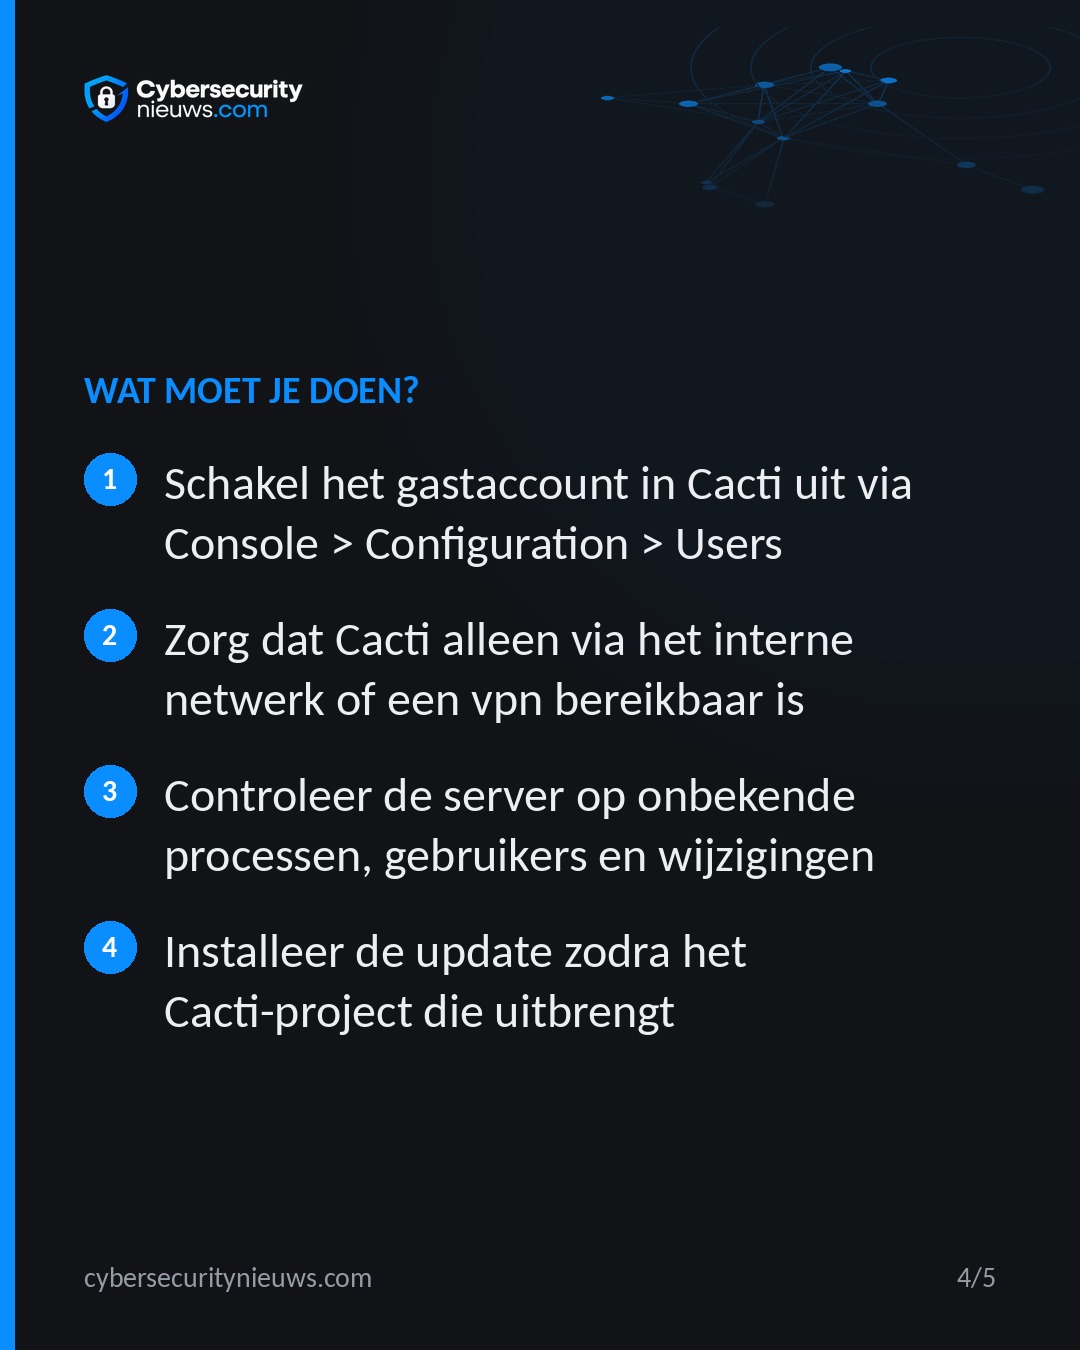 Cybersecurity
nieuws.com
WAT MOET JE DOEN?
1 Schakel het gastaccount in Cacti uit via
Console > Configuration > Users
2 Zorg dat Cacti alleen via het interne
netwerk of een vpn bereikbaar is
3 Controleer de server op onbekende
processen, gebruikers en wijzigingen
4 Installeer de update zodra het
Cacti-project die uitbrengt
cybersecuritynieuws.com 4/5